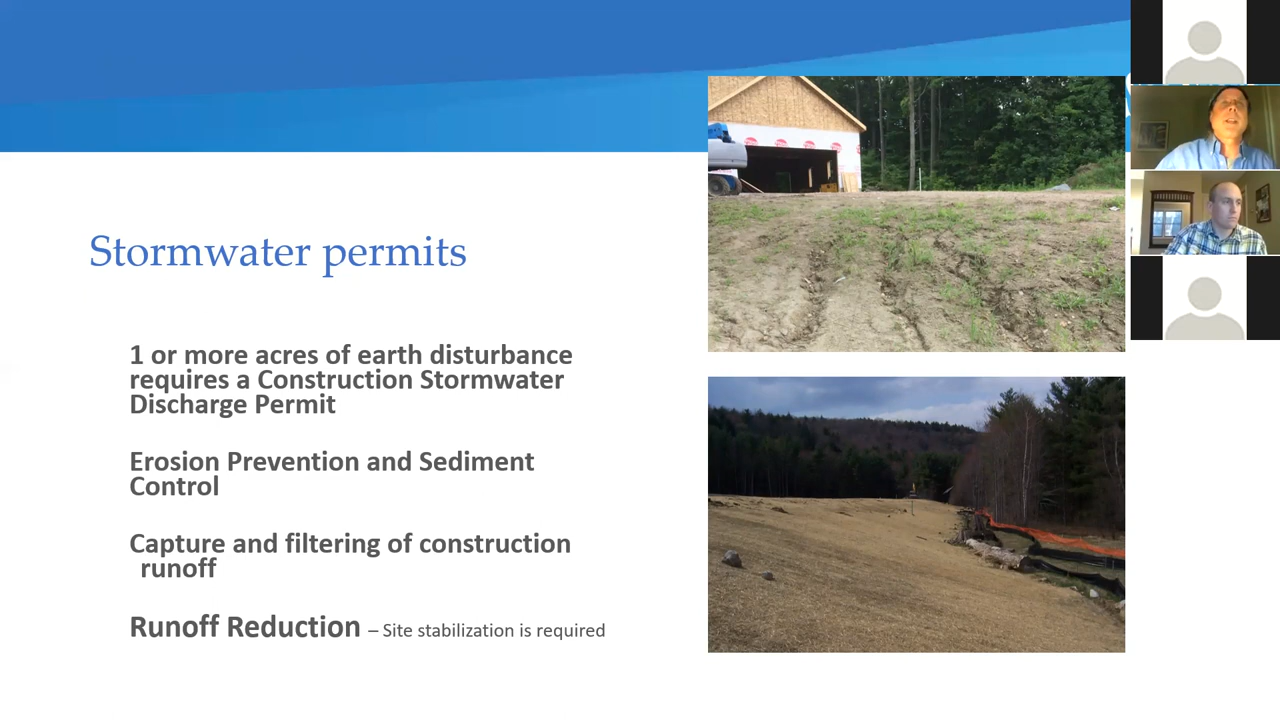 Stormwater permits
1 or more acres of earth disturbance
requires a Construction Stormwater
Discharge Permit
Erosion Prevention and Sediment
Control
Capture and filtering of construction
runoff
Runoff Reduction – Site stabilization is required